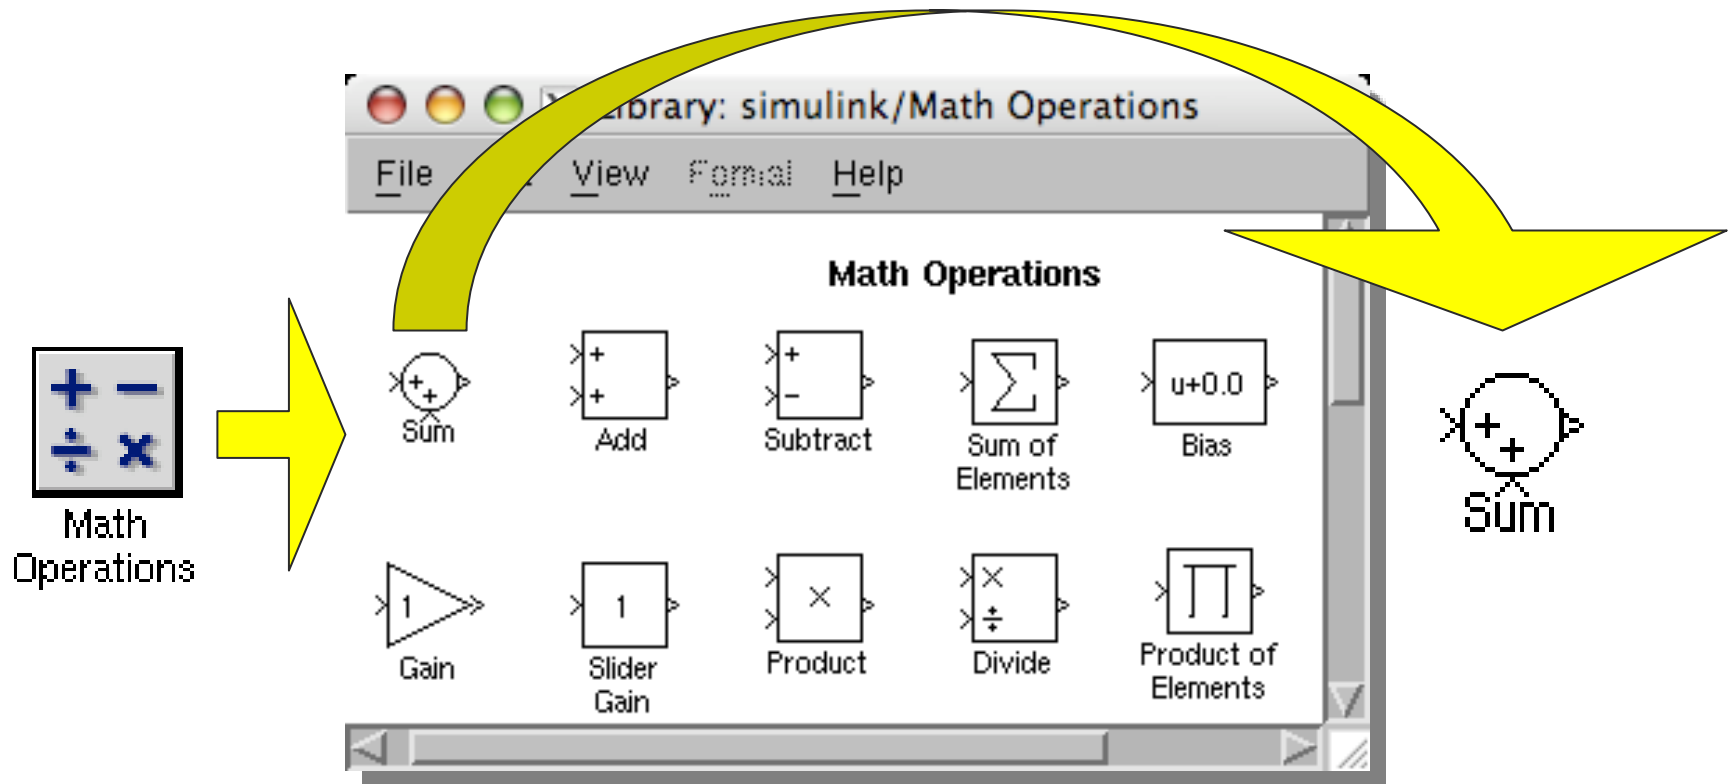 Library: simulink/Math Operations
File View Format Help
Math Operations
+ −
÷ ×
Math
Operations
+
+
Sum
+
+
Add
+
−
Subtract
Sum of
Elements
u+0.0
Bias
+
+
Sum
1
Gain
1
Slider
Gain
×
Product
×
÷
Divide
Product of
Elements